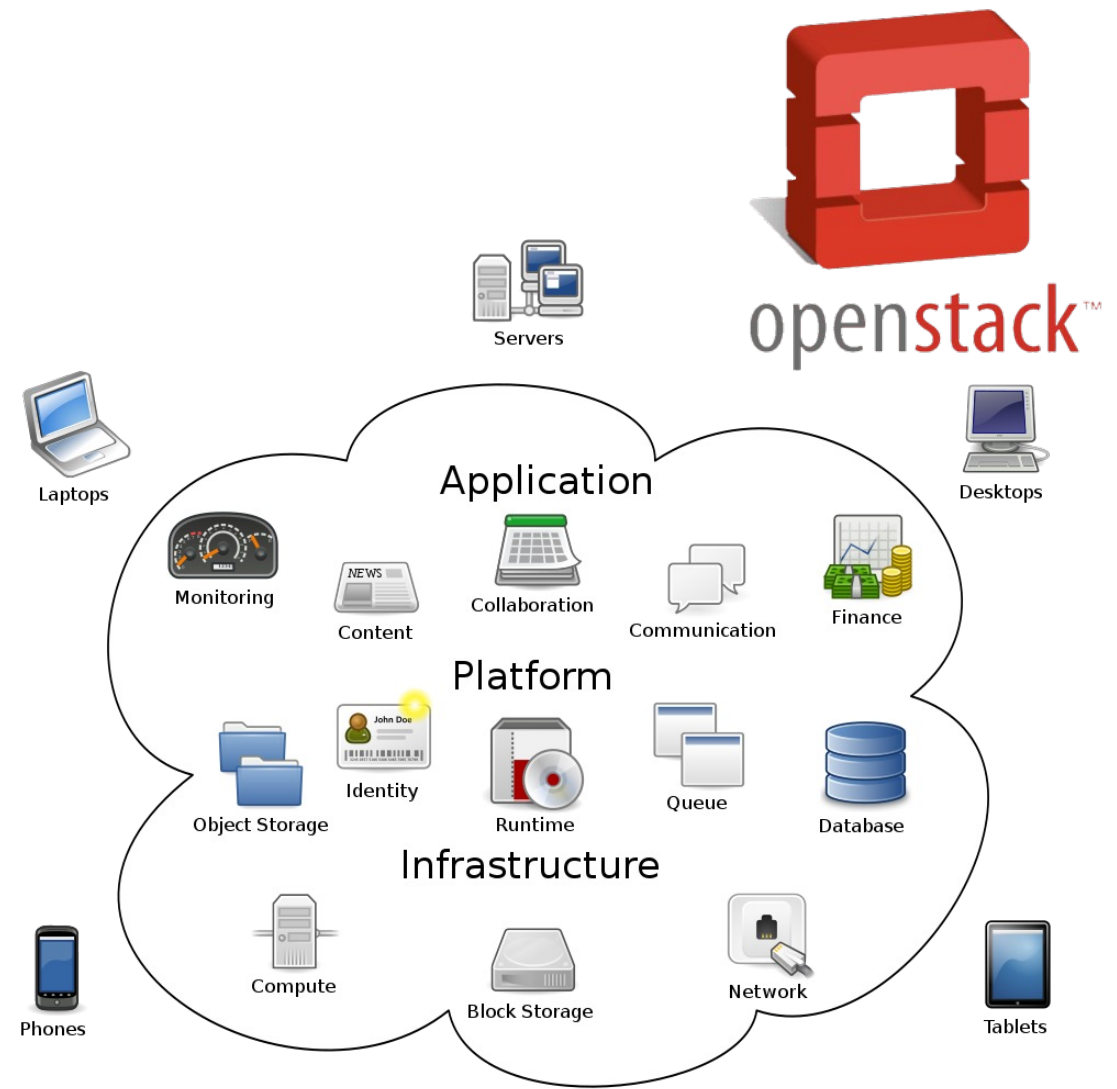 openstack™
Servers
Laptops
Desktops
Application
Monitoring
NEWS
Content
Collaboration
Communication
Finance
Platform
Object Storage
John Doe
Identity
Runtime
Queue
Database
Infrastructure
Compute
Block Storage
Network
Phones
Tablets